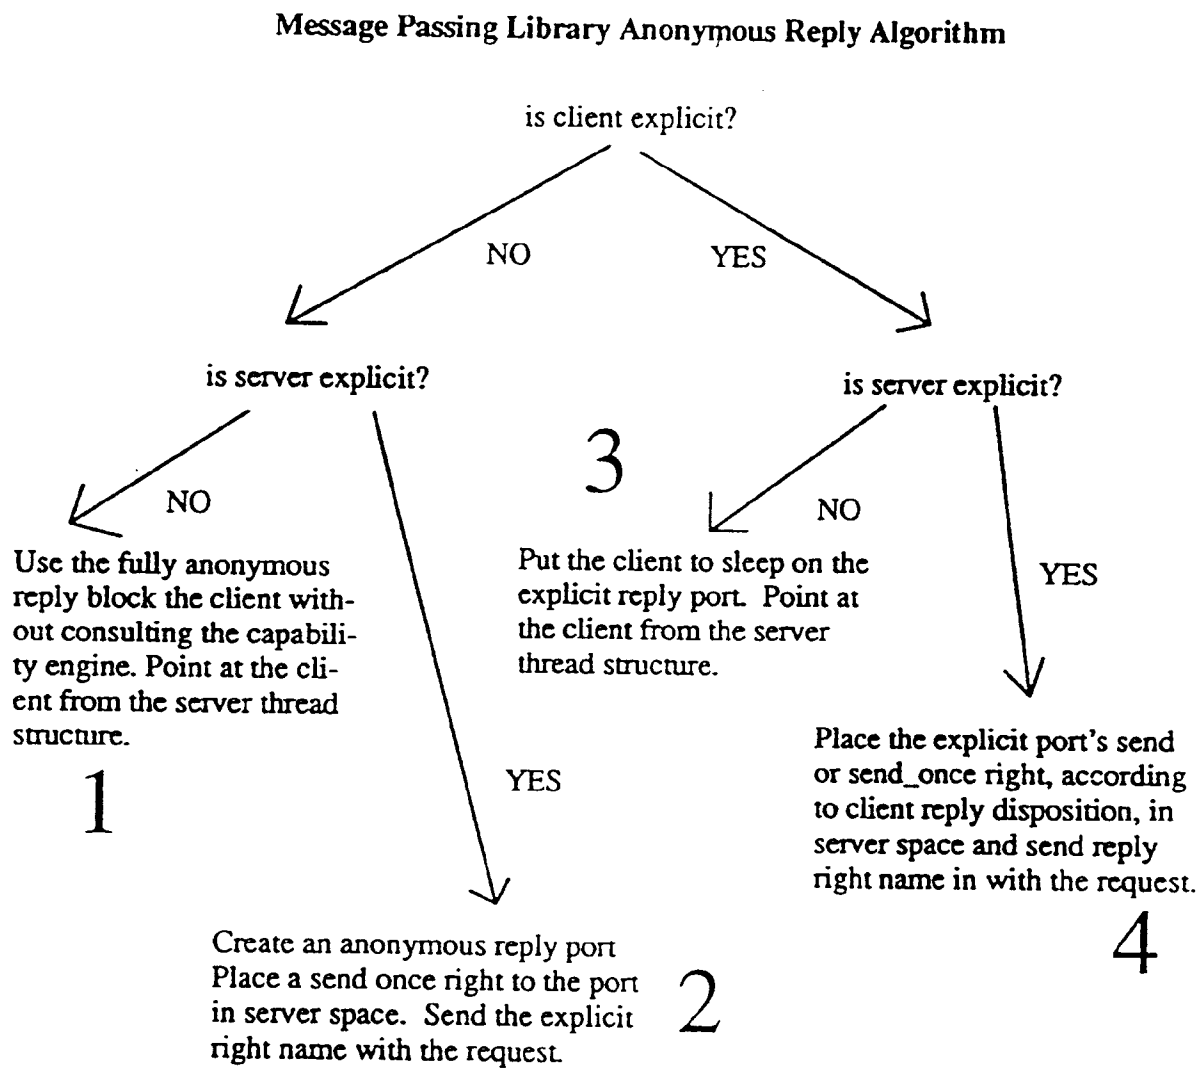 Message Passing Library Anonymous Reply Algorithm
is client explicit?
NO
YES
is server explicit?
is server explicit?
NO
Use the fully anonymous
reply block the client with-
out consulting the capabili-
ty engine. Point at the cli-
ent from the server thread
structure.
1
YES
Create an anonymous reply port
Place a send once right to the port
in server space. Send the explicit
right name with the request.
2
3
NO
Put the client to sleep on the
explicit reply port. Point at
the client from the server
thread structure.
YES
Place the explicit port's send
or send_once right, according
to client reply disposition, in
server space and send reply
right name in with the request.
4